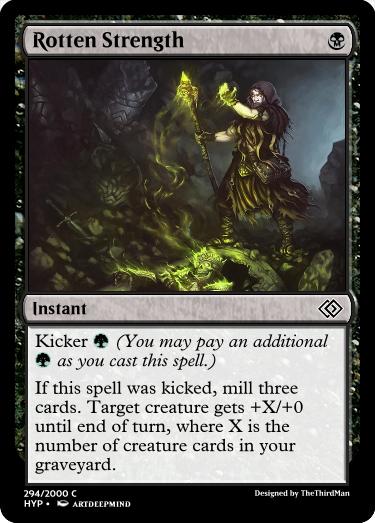 Rotten Strength
Instant
Kicker (You may pay an additional
as you cast this spell.)
If this spell was kicked, mill three
cards. Target creature gets +X/+0
until end of turn, where X is the
number of creature cards in your
graveyard.
294/2000 C
HYP • ARTDEEPMIND
Designed by TheThirdMan